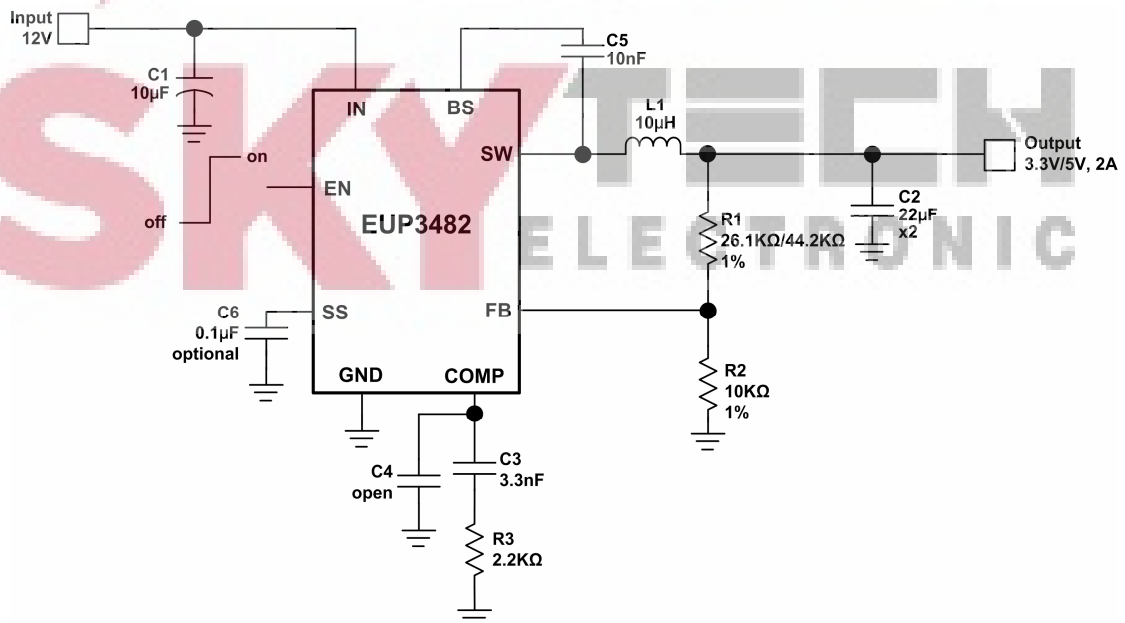 Input
12V
C1
10µF
C5
10nF
IN
BS
L1
10µH
SW
Output
3.3V/5V, 2A
on
EN
off
EUP3482
C2
22µF
x2
R1
26.1KΩ/44.2KΩ
1%
SKYTECH
ELECTRONIC
C6
0.1µF
optional
SS
FB
GND
COMP
R2
10KΩ
1%
C4
open
C3
3.3nF
R3
2.2KΩ